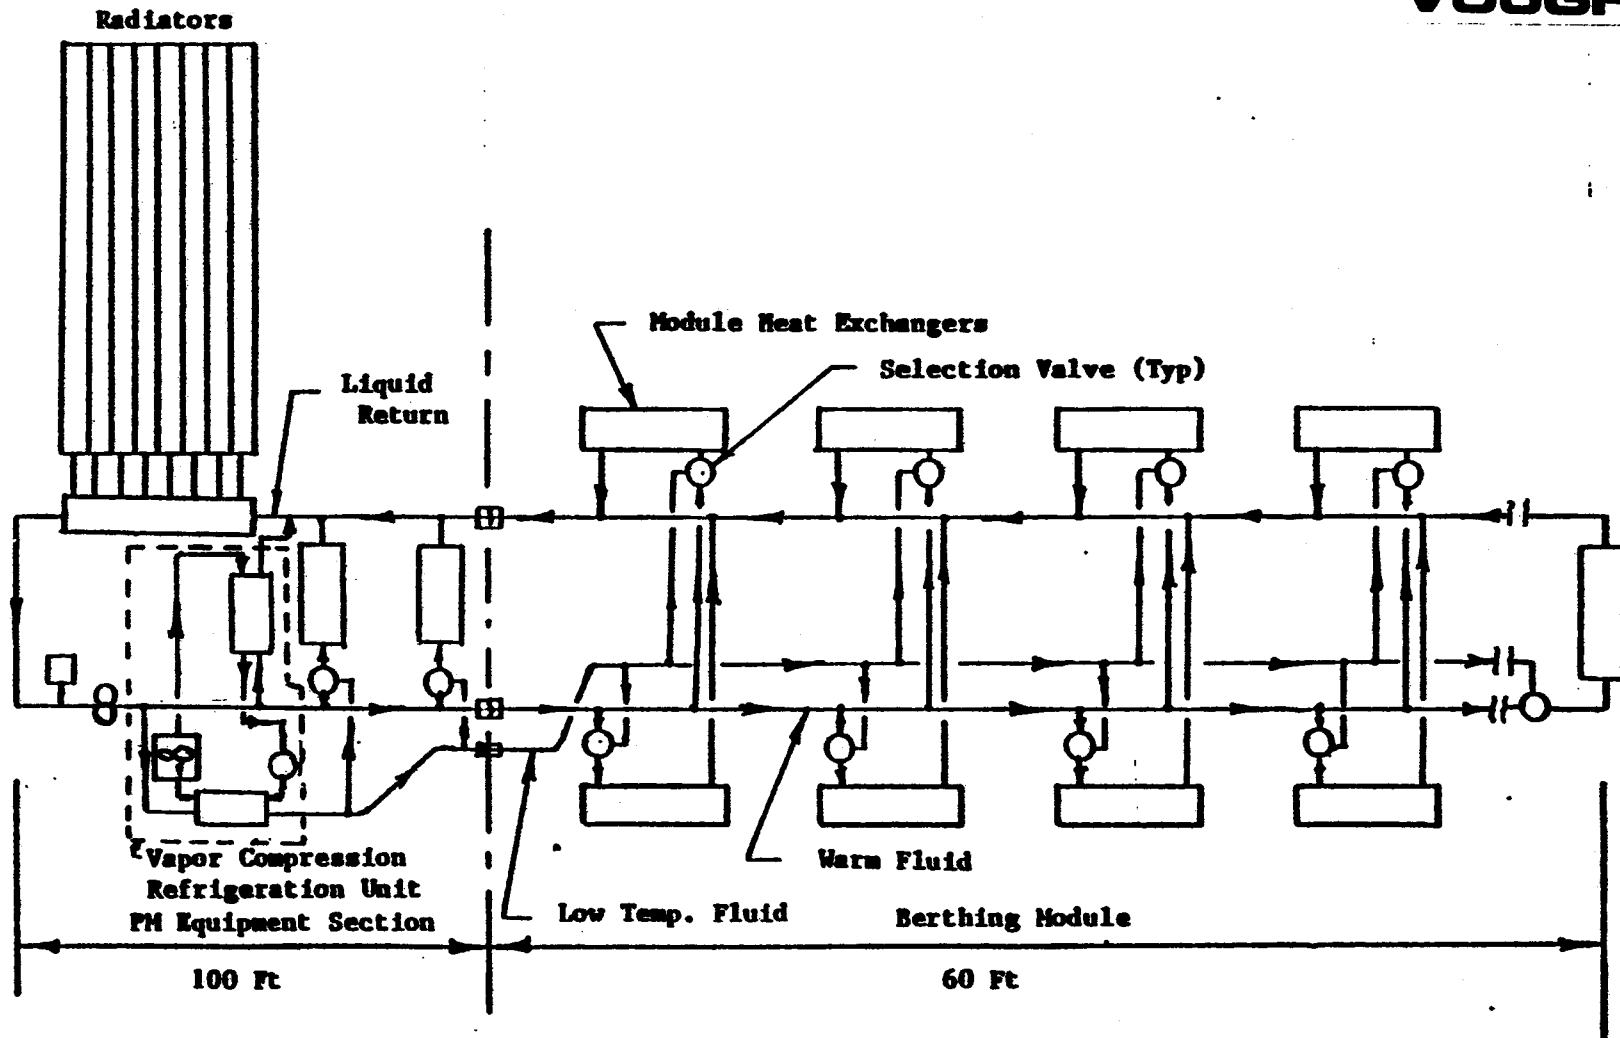 Radiators
Module Heat Exchangers
Selection Valve (Typ)
Liquid
Return
Vapor Compression
Refrigeration Unit
PM Equipment Section
Warm Fluid
Low Temp. Fluid
Berthing Module
100 Ft
60 Ft